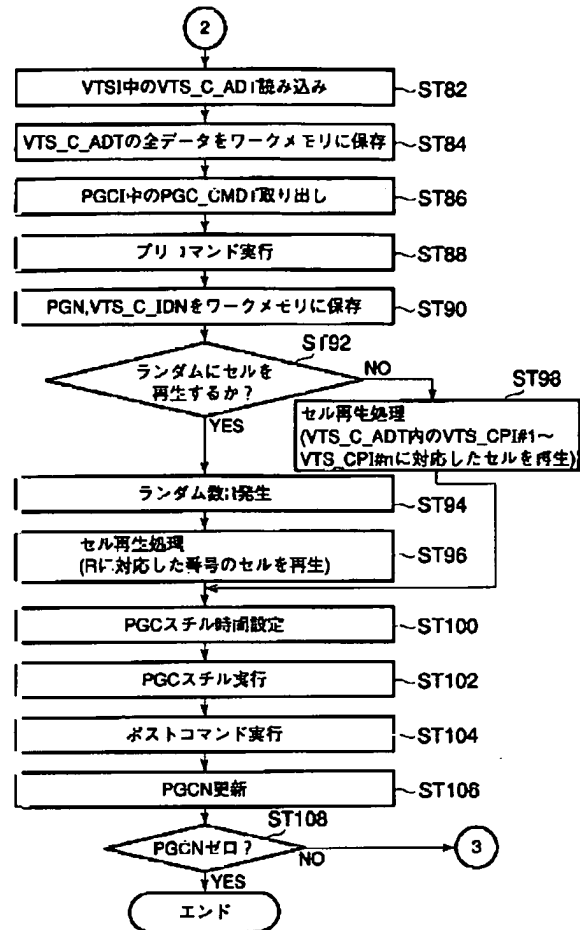 2
VTSI中のVTS_C_ADT読み込み
ST82
VTS_C_ADTの全データをワークメモリに保存
ST84
PGCI中のPGC_CMDT取り出し
ST86
プリコマンド実行
ST88
PGN,VTS_C_IDNをワークメモリに保存
ST90
ST92
ランダムにセルを
再生するか?
NO
YES
ST98
セル再生処理
(VTS_C_ADT内のVTS_CPI#1～
VTS_CPI#nに対応したセルを再生)
ランダム数R発生
ST94
セル再生処理
(Rに対応した番号のセルを再生)
ST96
PGCスチル時間設定
ST100
PGCスチル実行
ST102
ポストコマンド実行
ST104
PGCN更新
ST106
ST108
PGCNゼロ?
NO
3
YES
エンド